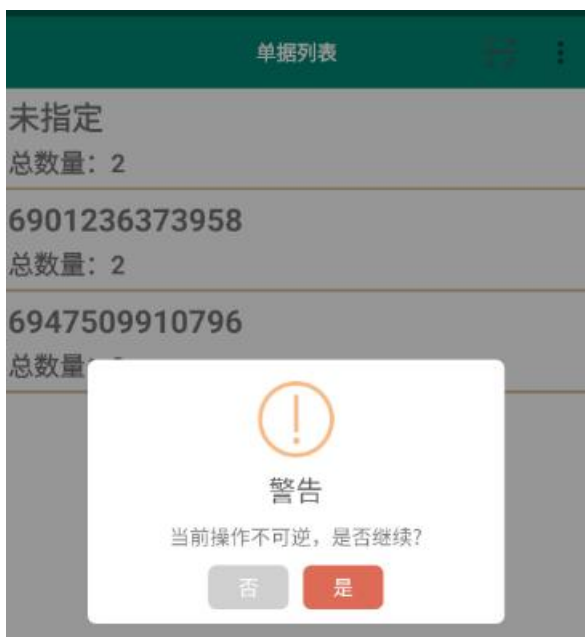 单据列表
未指定
总数量：2
6901236373958
总数量：2
6947509910796
总数量
警告
当前操作不可逆，是否继续?
否
是